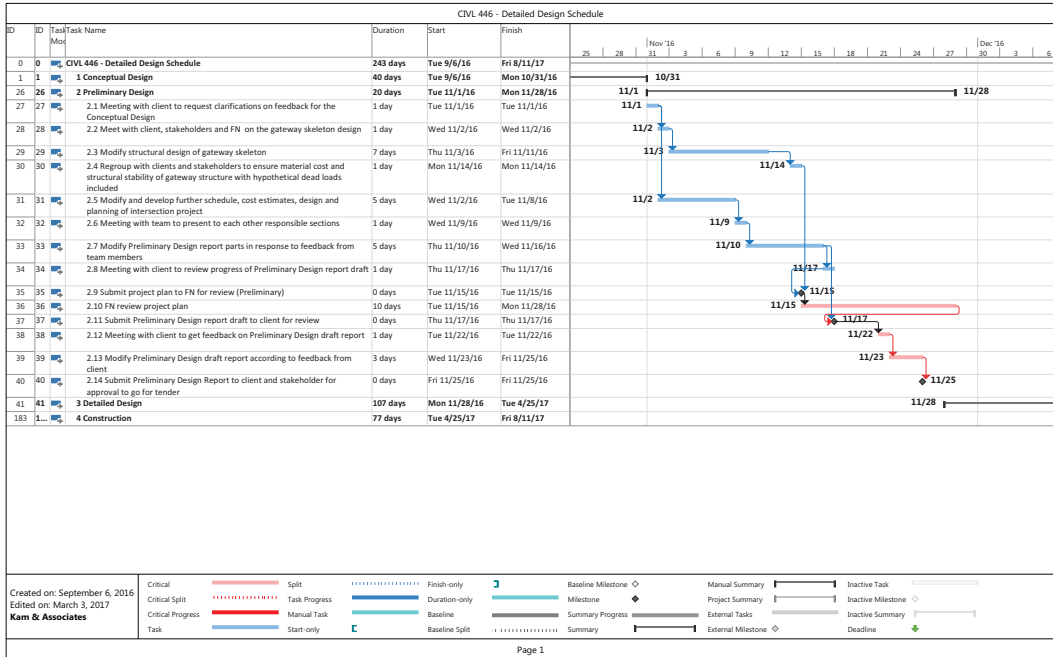 CIVL 446 - Detailed Design Schedule
ID ID Task Mod Task Name Duration Start Finish
Nov '16 Dec '16
25 28 31 3 6 9 12 15 18 21 24 27 30 3 6
0 0 CIVL 446 - Detailed Design Schedule 243 days Tue 9/6/16 Fri 8/11/17
1 1 1 Conceptual Design 40 days Tue 9/6/16 Mon 10/31/16 10/31
26 26 2 Preliminary Design 20 days Tue 11/1/16 Mon 11/28/16 11/1 11/28
27 27 2.1 Meeting with client to request clarifications on feedback for the 1 day Tue 11/1/16 Tue 11/1/16 11/1
Conceptual Design
28 28 2.2 Meet with client, stakeholders and FN on the gateway skeleton design 1 day Wed 11/2/16 Wed 11/2/16 11/2
29 29 2.3 Modify structural design of gateway skeleton 7 days Thu 11/3/16 Fri 11/11/16 11/3
30 30 2.4 Regroup with clients and stakeholders to ensure material cost and 1 day Mon 11/14/16 Mon 11/14/16 11/14
structural stability of gateway structure with hypothetical dead loads
included
31 31 2.5 Modify and develop further schedule, cost estimates, design and 5 days Wed 11/2/16 Tue 11/8/16 11/2
planning of intersection project
32 32 2.6 Meeting with team to present to each other responsible sections 1 day Wed 11/9/16 Wed 11/9/16 11/9
33 33 2.7 Modify Preliminary Design report parts in response to feedback from 5 days Thu 11/10/16 Wed 11/16/16 11/10
team members
34 34 2.8 Meeting with client to review progress of Preliminary Design report draft 1 day Thu 11/17/16 Thu 11/17/16 11/17
35 35 2.9 Submit project plan to FN for review (Preliminary) 0 days Tue 11/15/16 Tue 11/15/16 11/15
36 36 2.10 FN review project plan 10 days Tue 11/15/16 Mon 11/28/16 11/15
37 37 2.11 Submit Preliminary Design report draft to client for review 0 days Thu 11/17/16 Thu 11/17/16 11/17
38 38 2.12 Meeting with client to get feedback on Preliminary Design draft report 1 day Tue 11/22/16 Tue 11/22/16 11/22
39 39 2.13 Modify Preliminary Design draft report according to feedback from 3 days Wed 11/23/16 Fri 11/25/16 11/23
client
40 40 2.14 Submit Preliminary Design Report to client and stakeholder for 0 days Fri 11/25/16 Fri 11/25/16 11/25
approval to go for tender
41 41 3 Detailed Design 107 days Mon 11/28/16 Tue 4/25/17 11/28
183 1... 4 Construction 77 days Tue 4/25/17 Fri 8/11/17
Created on: September 6, 2016
Edited on: March 3, 2017
Kam & Associates
Critical Split Finish-only Baseline Milestone Manual Summary Inactive Task
Critical Split Task Progress Duration-only Milestone Project Summary Inactive Milestone
Critical Progress Manual Task Baseline Summary Progress External Tasks Inactive Summary
Task Start-only Baseline Split Summary External Milestone Deadline
Page 1